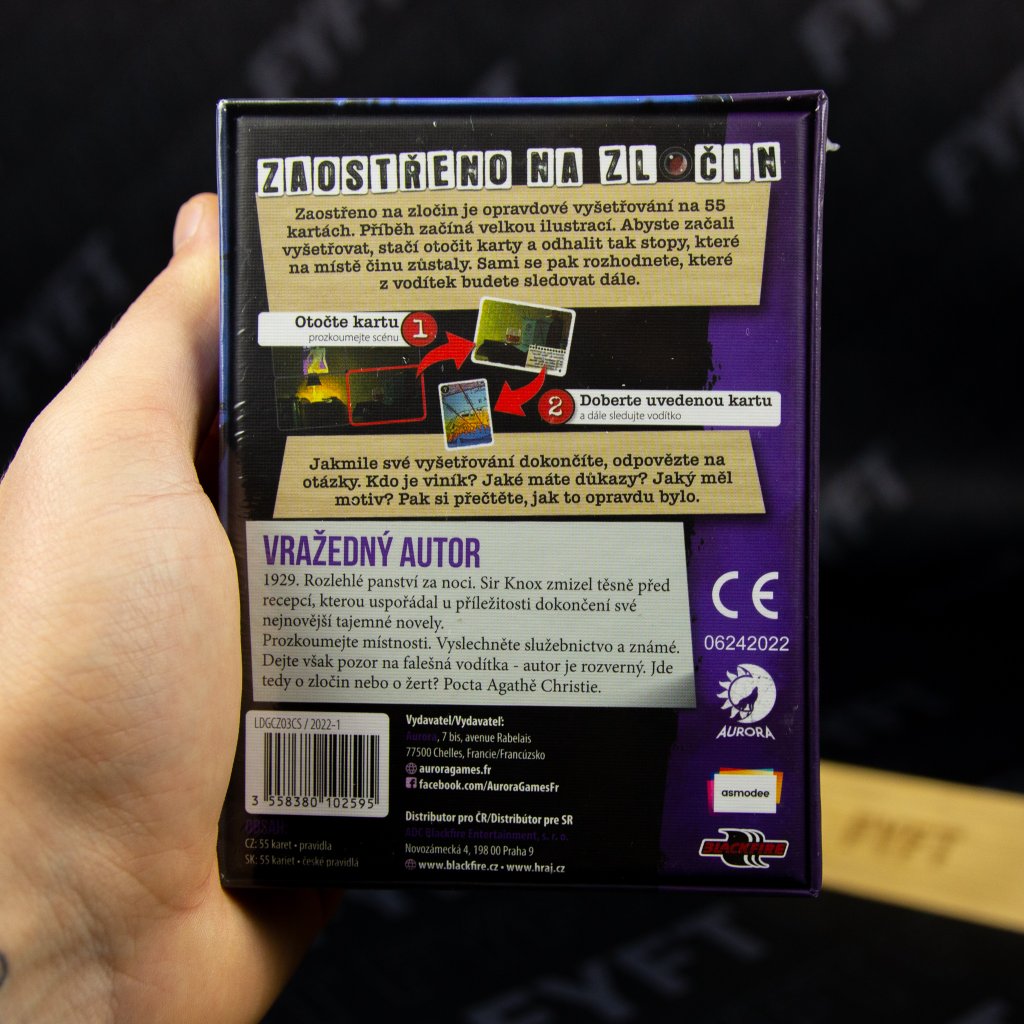 ZAOSTŘENO NA ZLOČIN
Zaostřeno na zločin je opravdové vyšetřování na 55
kartách. Příběh začíná velkou ilustrací. Abyste začali
vyšetřovat, stačí otočit karty a odhalit tak stopy, které
na místě činu zůstaly. Sami se pak rozhodnete, které
z vodítek budete sledovat dále.
Otočte kartu 1
prozkoumejte scénu
2 Doberte uvedenou kartu
a dále sledujte vodítko
Jakmile své vyšetřování dokončíte, odpovězte na
otázky. Kdo je viník? Jaké máte důkazy? Jaký měl
motiv? Pak si přečtěte, jak to opravdu bylo.
VRAŽEDNÝ AUTOR
1929. Rozlehlé panství za noci. Sir Knox zmizel těsně před
recepcí, kterou uspořádal u příležitosti dokončení své
nejnovější tajemné novely.
Prozkoumejte místnosti. Vyslechněte služebnictvo a známé.
Dejte však pozor na falešná vodítka - autor je rozverný. Jde
tedy o zločin nebo o žert? Pocta Agathě Christie.
CE
06242022
AURORA
asmodee
BLACKFIRE
LDGCZ03CS / 2022-1
3 558380 102595
OBSAH
CZ: 55 karet • pravidla
SK: 55 kariet • české pravidlá
Vydavatel/Vydavateľ:
Aurora, 7 bis, avenue Rabelais
77500 Chelles, Francie/Francúzsko
auroragames.fr
facebook.com/AuroraGamesFr
Distributor pro ČR/Distribútor pre SR
ADC Blackfire Entertainment, s. r. o.
Novozámecká 4, 198 00 Praha 9
www.blackfire.cz • www.hraj.cz
FYFT
FYFT
FYFT
FYFT
FYFT
FYFT